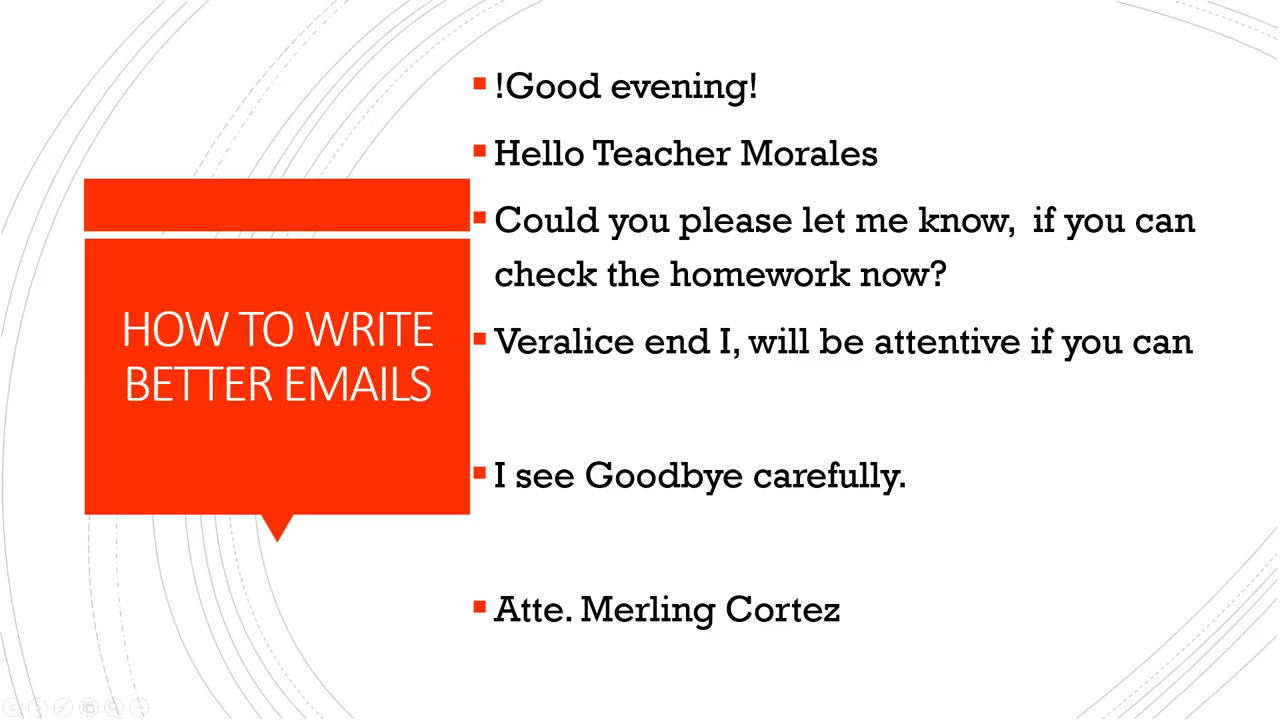 HOW TO WRITE
BETTER EMAILS
!Good evening!
Hello Teacher Morales
Could you please let me know,  if you can
check the homework now?
Veralice end I, will be attentive if you can
I see Goodbye carefully.
Atte. Merling Cortez